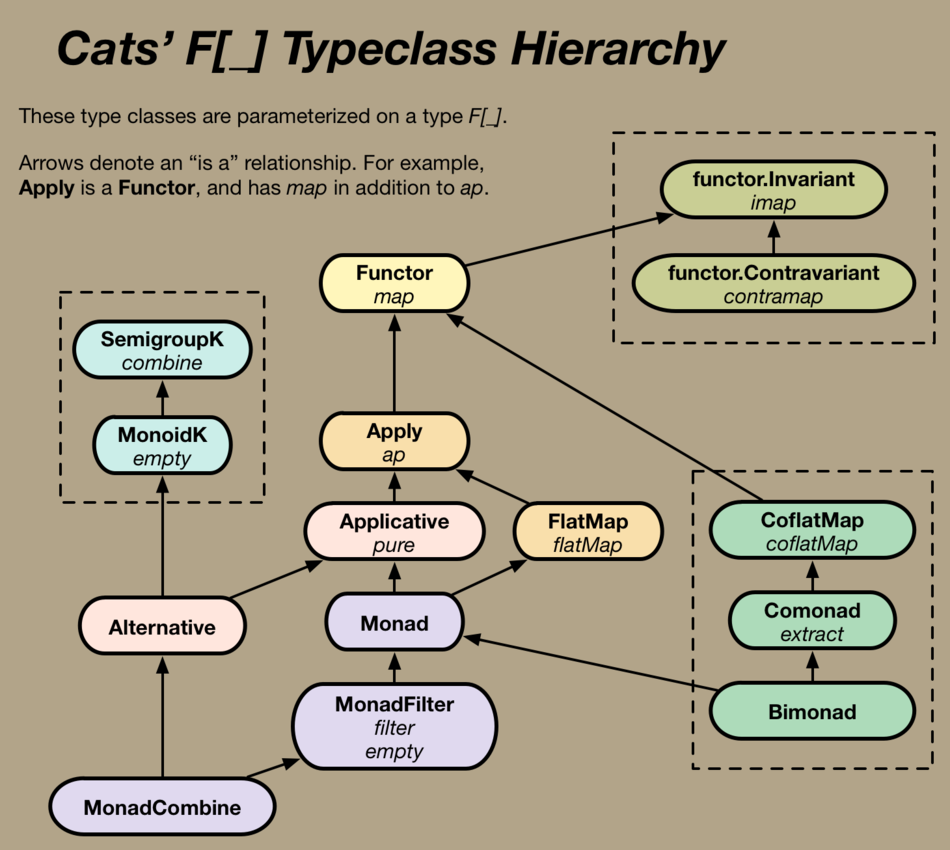 Cats’ F[_] Typeclass Hierarchy
These type classes are parameterized on a type F[_].
Arrows denote an “is a” relationship. For example,
Apply is a Functor, and has map in addition to ap.
functor.Invariant
imap
functor.Contravariant
contramap
Functor
map
SemigroupK
combine
MonoidK
empty
Apply
ap
Applicative
pure
FlatMap
flatMap
CoflatMap
coflatMap
Alternative
Monad
Comonad
extract
MonadFilter
filter
empty
Bimonad
MonadCombine